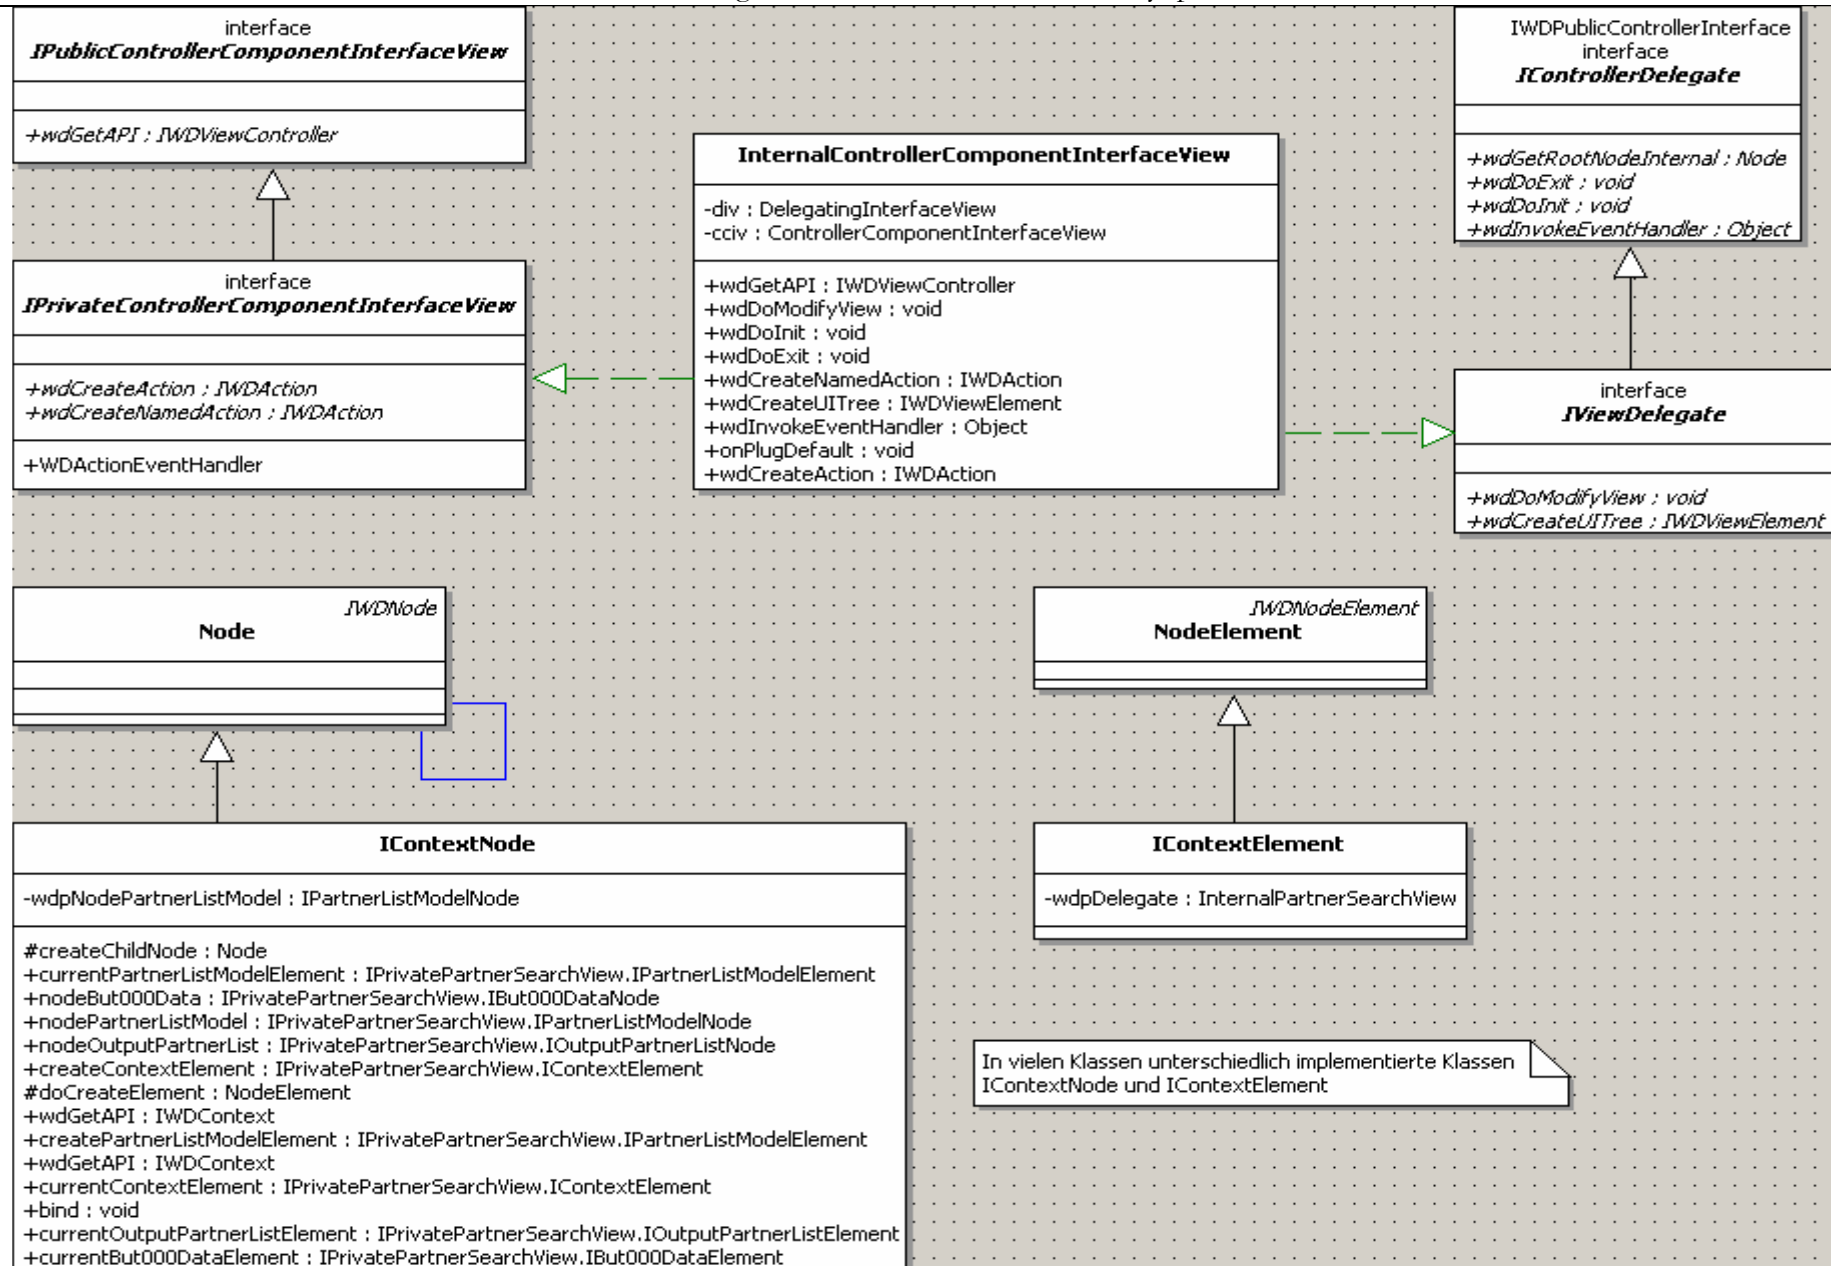 interface
IPublicControllerComponentInterfaceView
+wdGetAPI : IWDViewController
interface
IPrivateControllerComponentInterfaceView
+wdCreateAction : IWDAction
+wdCreateNamedAction : IWDAction
+WDActionEventHandler
InternalControllerComponentInterfaceView
-div : DelegatingInterfaceView
-cciv : ControllerComponentInterfaceView
+wdGetAPI : IWDViewController
+wdDoModifyView : void
+wdDoInit : void
+wdDoExit : void
+wdCreateNamedAction : IWDAction
+wdCreateUITree : IWDViewElement
+wdInvokeEventHandler : Object
+onPlugDefault : void
+wdCreateAction : IWDAction
IWDPublicControllerInterface
interface
IControllerDelegate
+wdGetRootNodeInternal : Node
+wdDoExit : void
+wdDoInit : void
+wdInvokeEventHandler : Object
interface
IViewDelegate
+wdDoModifyView : void
+wdCreateUITree : IWDViewElement
IWDNode
Node
IWDNodeElement
NodeElement
IContextNode
-wdpNodePartnerListModel : IPartnerListModelNode
#createChildNode : Node
+currentPartnerListModelElement : IPrivatePartnerSearchView.IPartnerListModelElement
+nodeBut000Data : IPrivatePartnerSearchView.IBut000DataNode
+nodePartnerListModel : IPrivatePartnerSearchView.IPartnerListModelNode
+nodeOutputPartnerList : IPrivatePartnerSearchView.IOutputPartnerListNode
+createContextElement : IPrivatePartnerSearchView.IContextElement
#doCreateElement : NodeElement
+wdGetAPI : IWDContext
+createPartnerListModelElement : IPrivatePartnerSearchView.IPartnerListModelElement
+wdGetAPI : IWDContext
+currentContextElement : IPrivatePartnerSearchView.IContextElement
+bind : void
+currentOutputPartnerListElement : IPrivatePartnerSearchView.IOutputPartnerListElement
+currentBut000DataElement : IPrivatePartnerSearchView.IBut000DataElement
IContextElement
-wdpDelegate : InternalPartnerSearchView
In vielen Klassen unterschiedlich implementierte Klassen
IContextNode und IContextElement